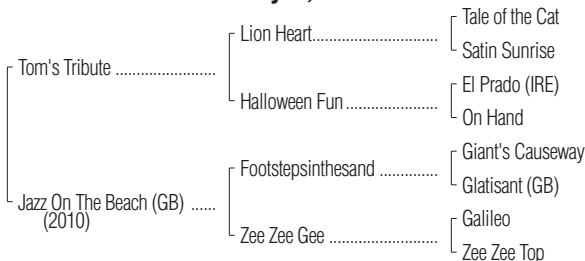 Tale of the Cat
Lion Heart..............................
Satin Sunrise
Tom's Tribute ........................
El Prado (IRE)
Halloween Fun......................
On Hand
Giant's Causeway
Footstepsinthesand ..............
Glatisant (GB)
Jazz On The Beach (GB) ......
(2010)
Galileo
Zee Zee Gee ..........................
Zee Zee Top